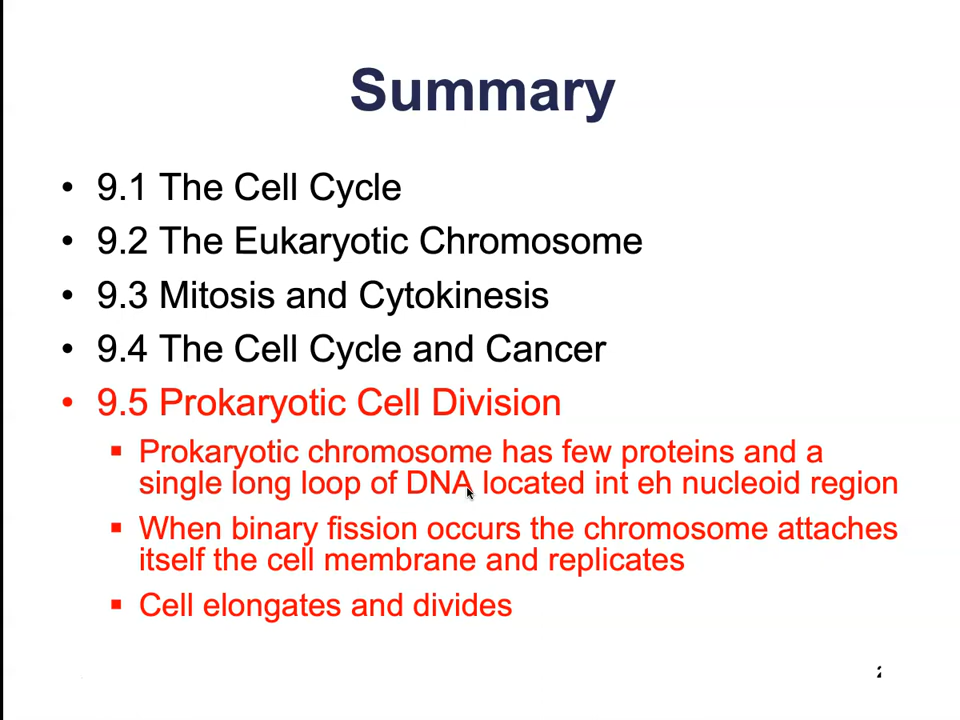 Summary
• 9.1 The Cell Cycle
• 9.2 The Eukaryotic Chromosome
• 9.3 Mitosis and Cytokinesis
• 9.4 The Cell Cycle and Cancer
• 9.5 Prokaryotic Cell Division
▪ Prokaryotic chromosome has few proteins and a
single long loop of DNA located int eh nucleoid region
▪ When binary fission occurs the chromosome attaches
itself the cell membrane and replicates
▪ Cell elongates and divides